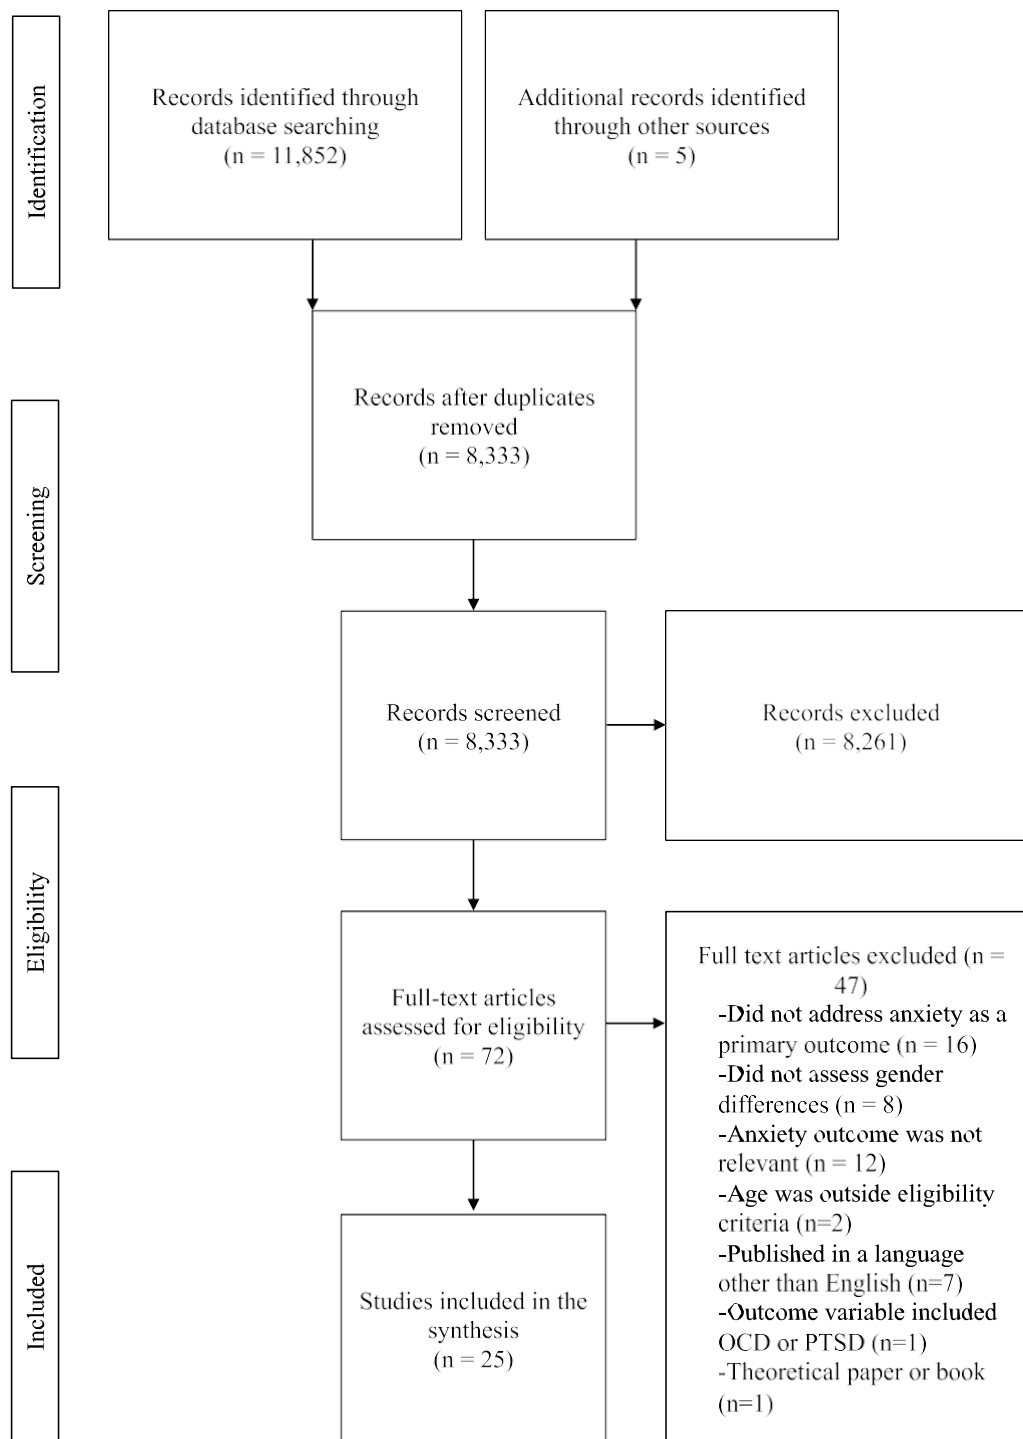 Identification
Records identified through
database searching
(n = 11,852)
Additional records identified
through other sources
(n = 5)
Records after duplicates
removed
(n = 8,333)
Screening
Records screened
(n = 8,333)
Records excluded
(n = 8,261)
Eligibility
Full-text articles
assessed for eligibility
(n = 72)
Full text articles excluded (n =
47)
-Did not address anxiety as a
primary outcome (n = 16)
-Did not assess gender
differences (n = 8)
-Anxiety outcome was not
relevant (n = 12)
-Age was outside eligibility
criteria (n=2)
-Published in a language
other than English (n=7)
-Outcome variable included
OCD or PTSD (n=1)
-Theoretical paper or book
(n=1)
Included
Studies included in the
synthesis
(n = 25)